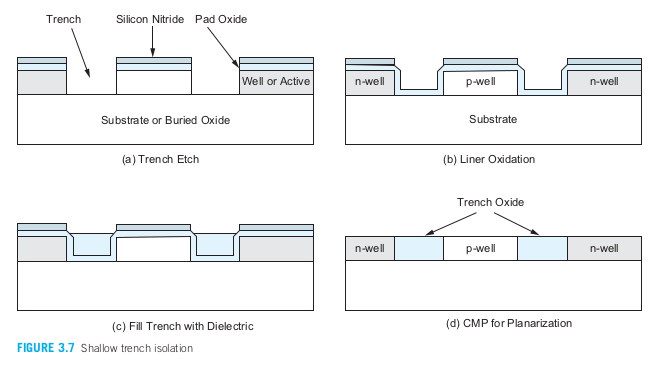 Trench
Silicon Nitride
Pad Oxide
Well or Active
Substrate or Buried Oxide
(a) Trench Etch
n-well
p-well
n-well
Substrate
(b) Liner Oxidation
(c) Fill Trench with Dielectric
Trench Oxide
n-well
p-well
n-well
(d) CMP for Planarization
FIGURE 3.7 Shallow trench isolation